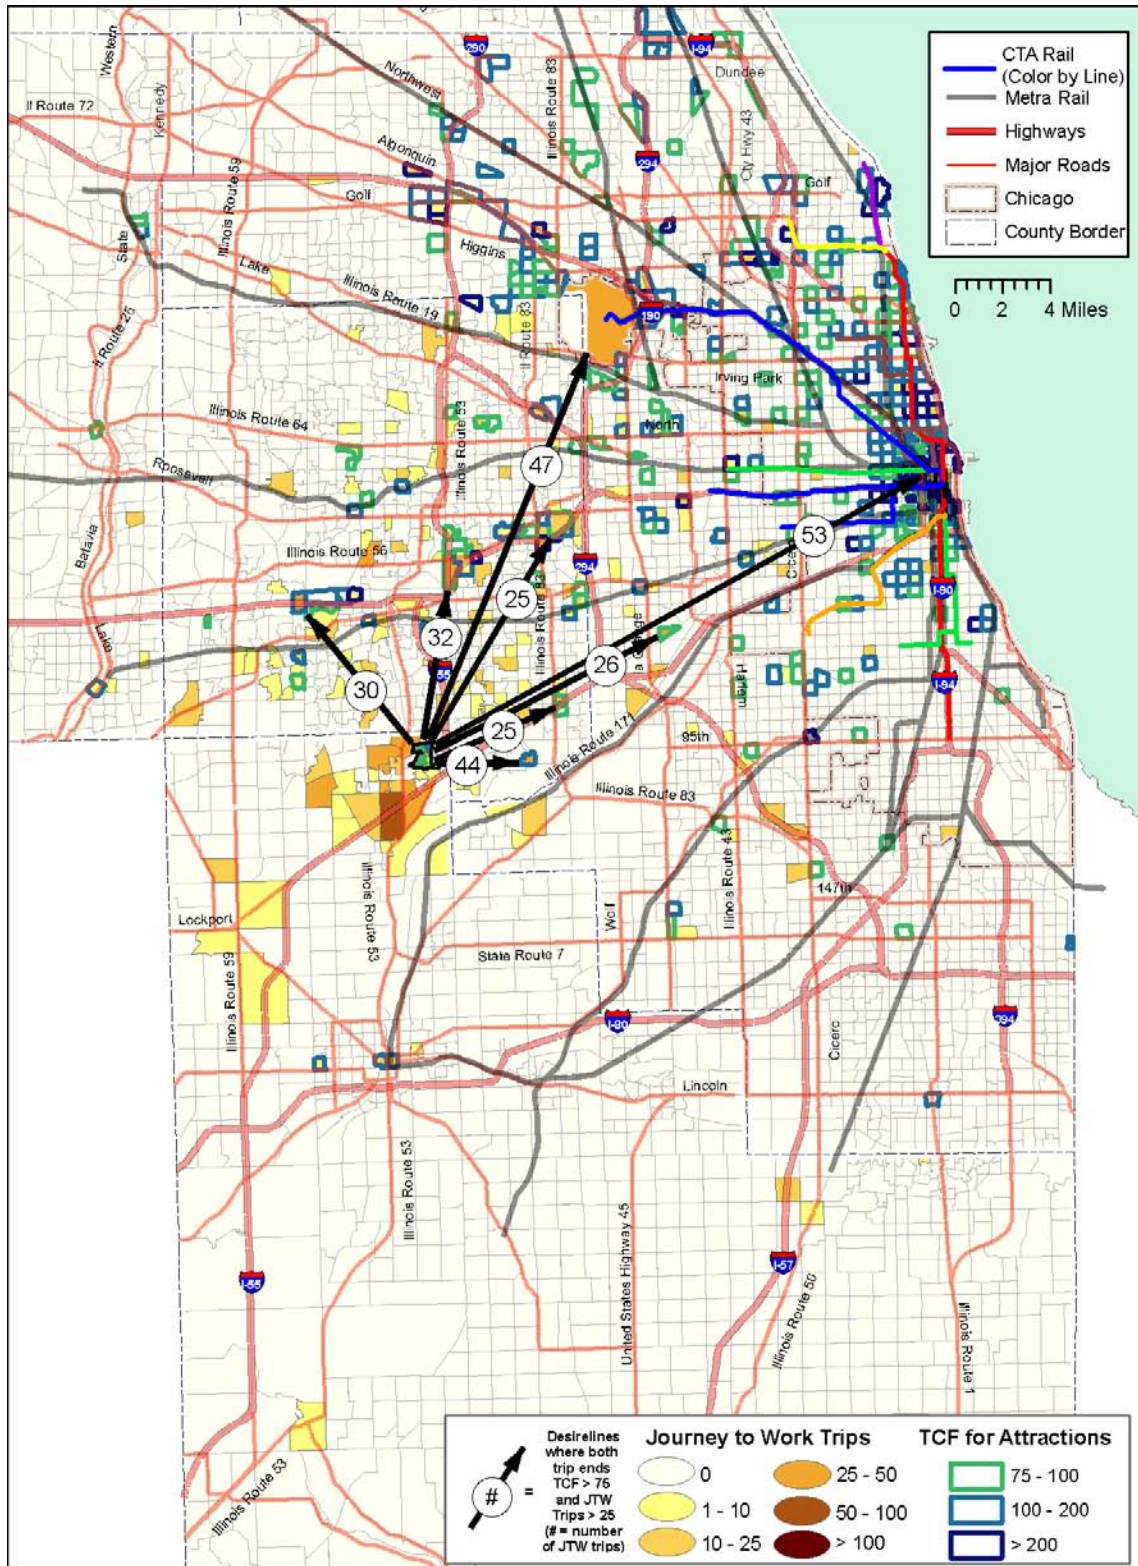 Western
290
Illinois Route 83
I-94
Dundee
Northwest
Kennedy
Il Route 72
Algonquin
Illinois Route 59
294
Cty Hwy 43
Golf
Golf
State
Higgins
Lake
Illinois Route 19
Il Route 83
190
Il Route 25
Irving Park
Illinois Route 64
Illinois Route 53
North
47
Roosevelt
53
Batavia
Illinois Route 56
294
Cicero
25
Illinois Route 83
I-90
32
Lake
26
Harlem
30
55
I-94
25
Illinois Route 171
95th
44
Illinois Route 83
Illinois Route 43
Illinois Route 53
147th
Lockport
Wolf
State Route 7
Illinois Route 59
I-80
394
Cicero
Lincoln
Illinois Route 53
United States Highway 45
I-55
I-57
Illinois Route 50
Illinois Route 1
Illinois Route 53
CTA Rail
(Color by Line)
Metra Rail
Highways
Major Roads
Chicago
County Border
0 2 4 Miles
# =
Desirelines
where both
trip ends
TCF > 75
and JTW
Trips > 25
(# = number
of JTW trips)
Journey to Work Trips
0
1 - 10
10 - 25
25 - 50
50 - 100
> 100
TCF for Attractions
75 - 100
100 - 200
> 200